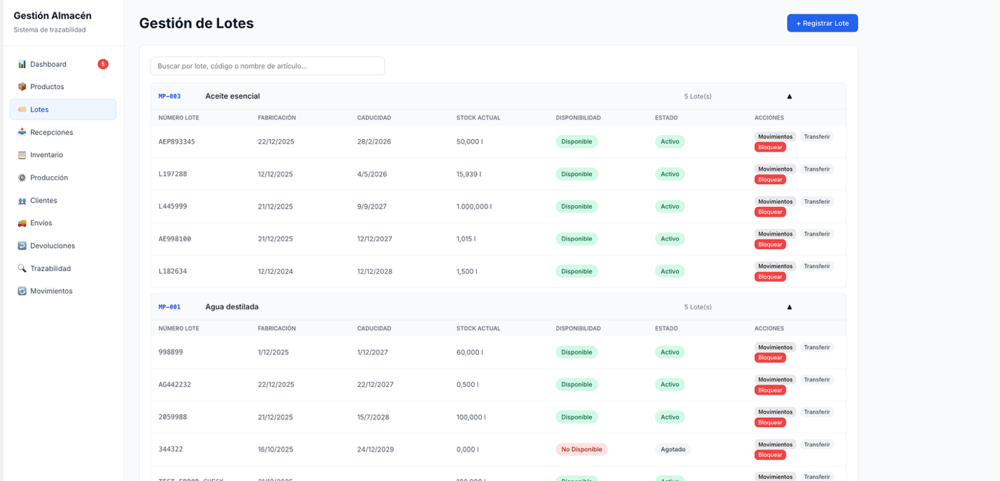 Gestión Almacén
Sistema de trazabilidad
Dashboard 5
Productos
Lotes
Recepciones
Inventario
Producción
Clientes
Envíos
Devoluciones
Trazabilidad
Movimientos
Gestión de Lotes
+ Registrar Lote
Buscar por lote, código o nombre de artículo...
MP-003 Aceite esencial 5 Lote(s) ▲
NÚMERO LOTE FABRICACIÓN CADUCIDAD STOCK ACTUAL DISPONIBILIDAD ESTADO ACCIONES
AEP893345 22/12/2025 28/2/2026 50,000 l Disponible Activo Movimientos Transferir
Bloquear
L197288 12/12/2025 4/5/2026 15,939 l Disponible Activo Movimientos Transferir
Bloquear
L445999 21/12/2025 9/9/2027 1.000,000 l Disponible Activo Movimientos Transferir
Bloquear
AE998100 21/12/2025 12/12/2027 1,015 l Disponible Activo Movimientos Transferir
Bloquear
L182634 12/12/2024 12/12/2028 1,500 l Disponible Activo Movimientos Transferir
Bloquear
MP-001 Agua destilada 5 Lote(s) ▲
NÚMERO LOTE FABRICACIÓN CADUCIDAD STOCK ACTUAL DISPONIBILIDAD ESTADO ACCIONES
998899 1/12/2025 1/12/2027 60,000 l Disponible Activo Movimientos Transferir
Bloquear
AG442232 22/12/2025 22/12/2027 0,500 l Disponible Activo Movimientos Transferir
Bloquear
2059988 21/12/2025 15/7/2028 100,000 l Disponible Activo Movimientos Transferir
Bloquear
344322 16/10/2025 24/12/2029 0,000 l No Disponible Agotado Movimientos Transferir
Bloquear
Movimientos Transferir